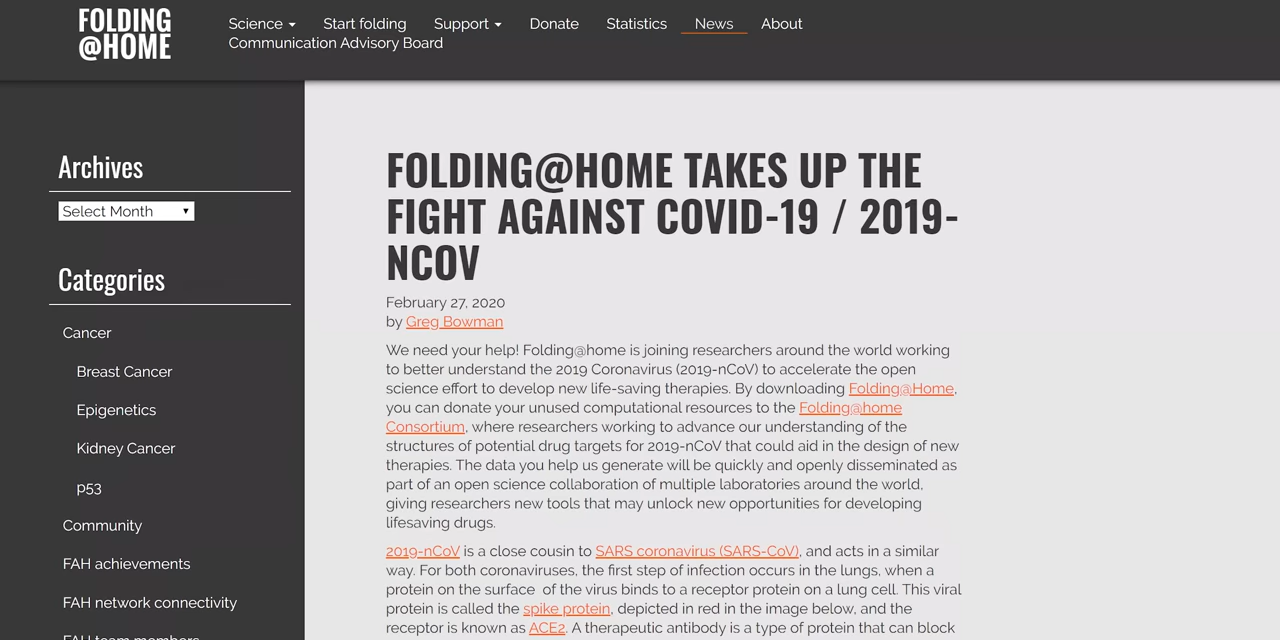 FOLDING
@HOME
Science
Start folding
Support
Donate
Statistics
News
About
Communication Advisory Board
Archives
Select Month
Categories
Cancer
Breast Cancer
Epigenetics
Kidney Cancer
p53
Community
FAH achievements
FAH network connectivity
FAH team members
FOLDING@HOME TAKES UP THE
FIGHT AGAINST COVID-19 / 2019-
NCOV
February 27, 2020
by Greg Bowman
We need your help! Folding@home is joining researchers around the world working
to better understand the 2019 Coronavirus (2019-nCoV) to accelerate the open
science effort to develop new life-saving therapies. By downloading Folding@Home,
you can donate your unused computational resources to the Folding@home
Consortium, where researchers working to advance our understanding of the
structures of potential drug targets for 2019-nCoV that could aid in the design of new
therapies. The data you help us generate will be quickly and openly disseminated as
part of an open science collaboration of multiple laboratories around the world,
giving researchers new tools that may unlock new opportunities for developing
lifesaving drugs.
2019-nCoV is a close cousin to SARS coronavirus (SARS-CoV), and acts in a similar
way. For both coronaviruses, the first step of infection occurs in the lungs, when a
protein on the surface  of the virus binds to a receptor protein on a lung cell. This viral
protein is called the spike protein, depicted in red in the image below, and the
receptor is known as ACE2. A therapeutic antibody is a type of protein that can block